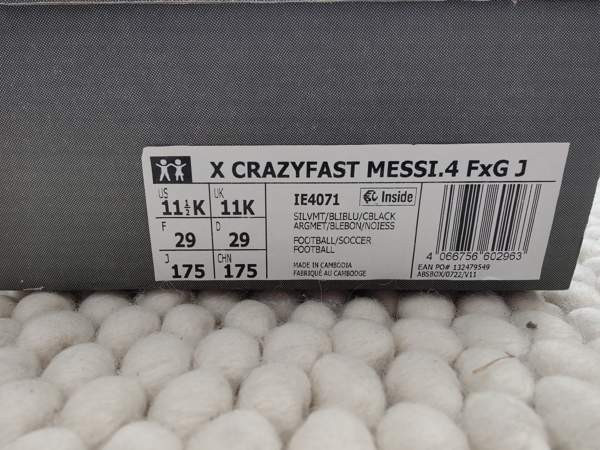 X CRAZYFAST MESSI.4 FxG J
US 11½K UK 11K
F 29 D 29
J 175 CHN 175
IE4071 Inside
SILVMT/BLIBLU/CBLACK
ARGMET/BLEBON/NOIESS
FOOTBALL/SOCCER
FOOTBALL
MADE IN CAMBODIA
FABRIQUÉ AU CAMBODGE
4 066756 602963
EAN PO# 132479549
ABSBOX/0722/V11